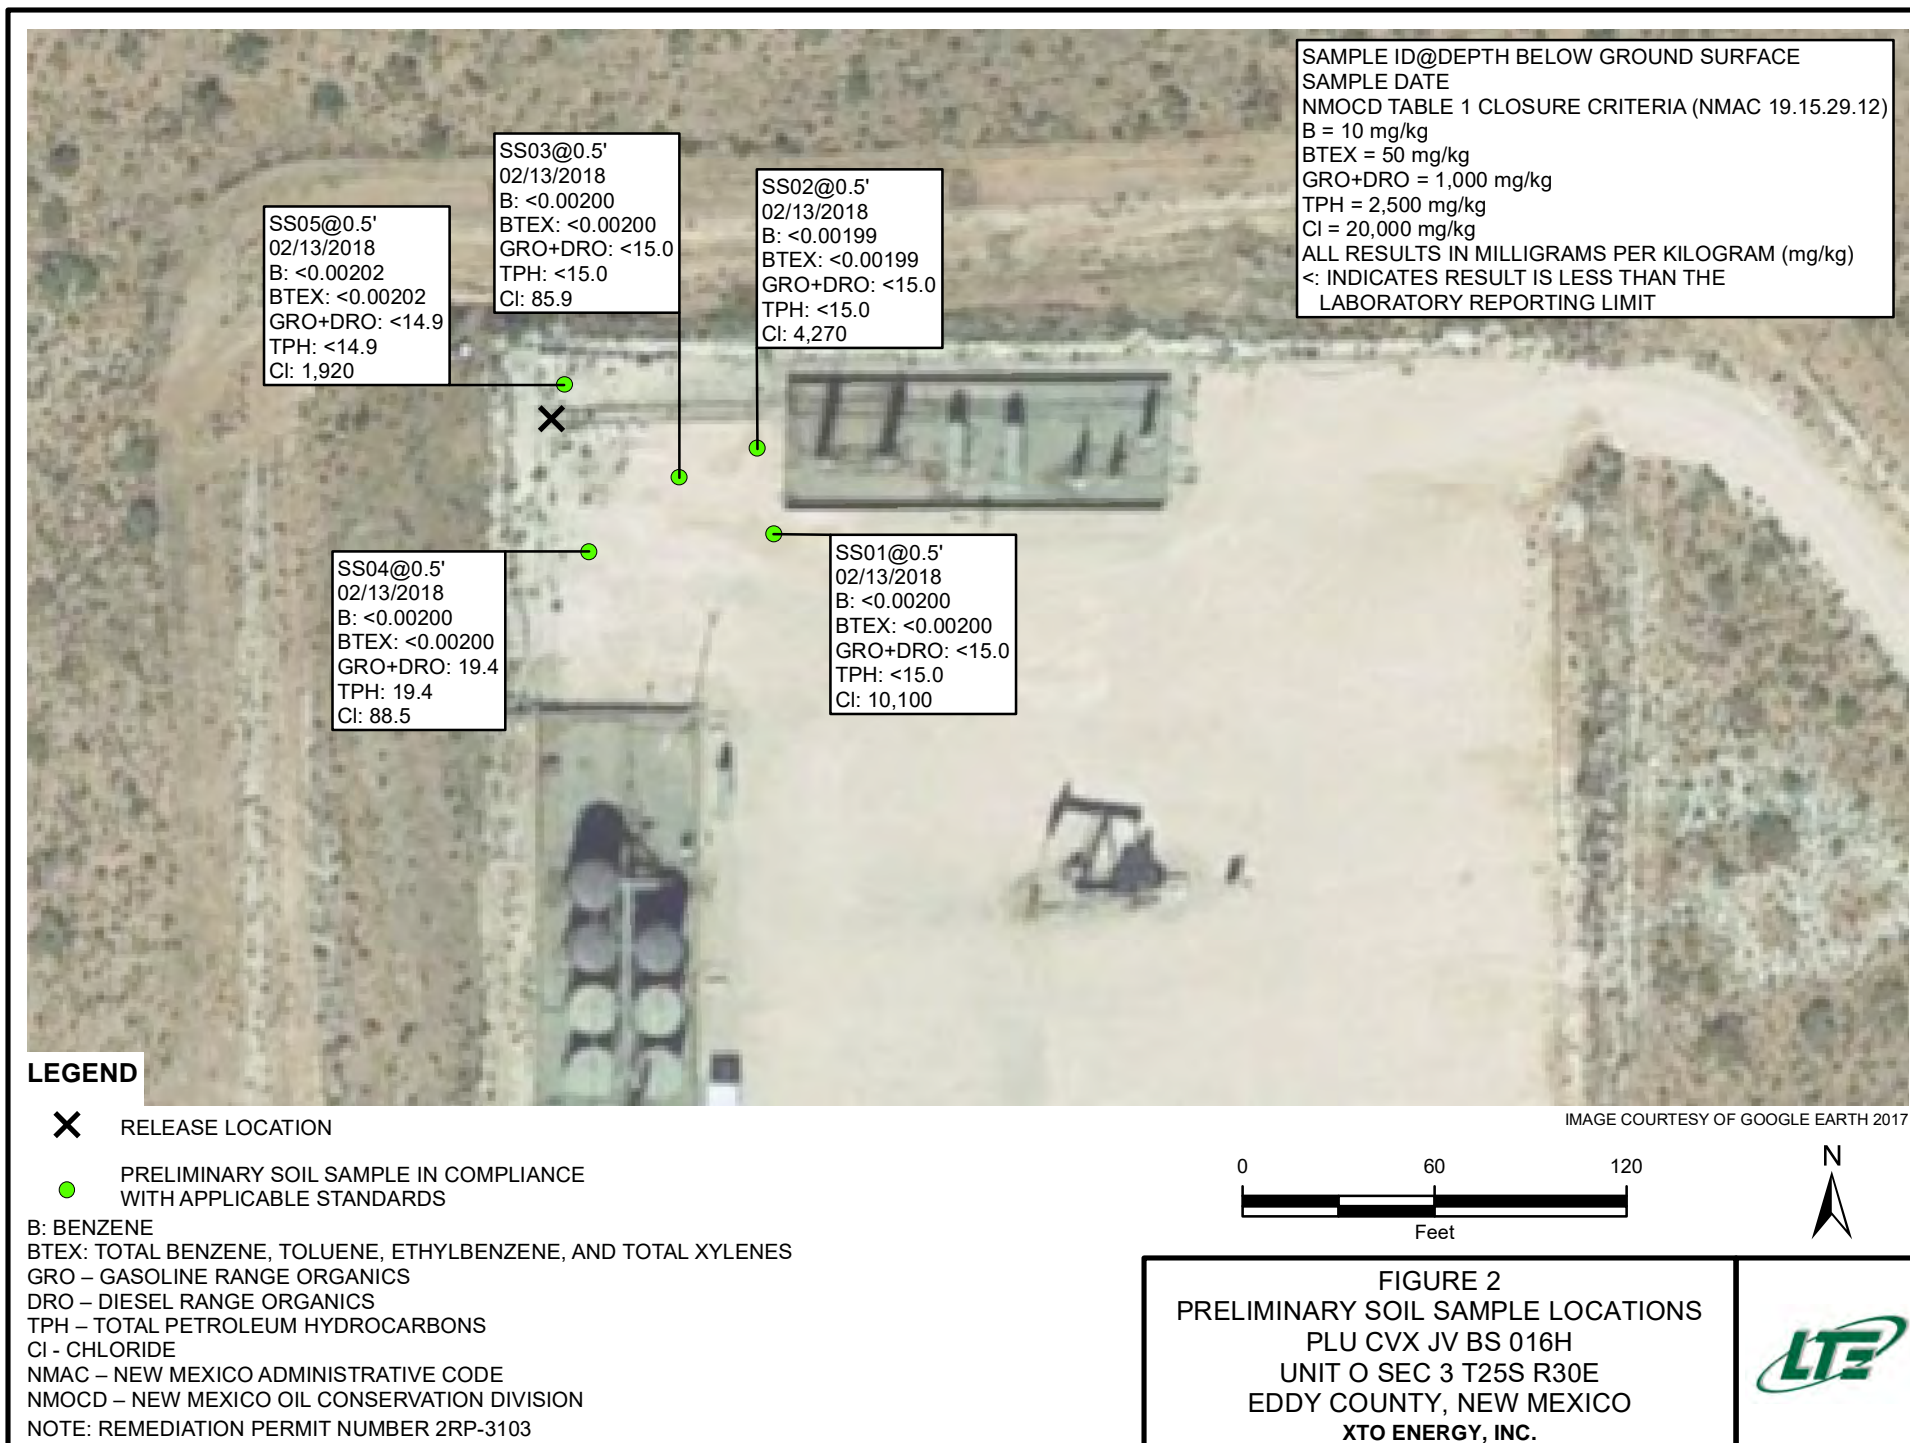 SAMPLE ID@DEPTH BELOW GROUND SURFACE
SAMPLE DATE
NMOCD TABLE 1 CLOSURE CRITERIA (NMAC 19.15.29.12)
B = 10 mg/kg
BTEX = 50 mg/kg
GRO+DRO = 1,000 mg/kg
TPH = 2,500 mg/kg
Cl = 20,000 mg/kg
ALL RESULTS IN MILLIGRAMS PER KILOGRAM (mg/kg)
<: INDICATES RESULT IS LESS THAN THE
LABORATORY REPORTING LIMIT
SS03@0.5'
02/13/2018
B: <0.00200
BTEX: <0.00200
GRO+DRO: <15.0
TPH: <15.0
Cl: 85.9
SS02@0.5'
02/13/2018
B: <0.00199
BTEX: <0.00199
GRO+DRO: <15.0
TPH: <15.0
Cl: 4,270
SS05@0.5'
02/13/2018
B: <0.00202
BTEX: <0.00202
GRO+DRO: <14.9
TPH: <14.9
Cl: 1,920
SS04@0.5'
02/13/2018
B: <0.00200
BTEX: <0.00200
GRO+DRO: 19.4
TPH: 19.4
Cl: 88.5
SS01@0.5'
02/13/2018
B: <0.00200
BTEX: <0.00200
GRO+DRO: <15.0
TPH: <15.0
Cl: 10,100
LEGEND
RELEASE LOCATION
PRELIMINARY SOIL SAMPLE IN COMPLIANCE
WITH APPLICABLE STANDARDS
B: BENZENE
BTEX: TOTAL BENZENE, TOLUENE, ETHYLBENZENE, AND TOTAL XYLENES
GRO – GASOLINE RANGE ORGANICS
DRO – DIESEL RANGE ORGANICS
TPH – TOTAL PETROLEUM HYDROCARBONS
Cl - CHLORIDE
NMAC – NEW MEXICO ADMINISTRATIVE CODE
NMOCD – NEW MEXICO OIL CONSERVATION DIVISION
NOTE: REMEDIATION PERMIT NUMBER 2RP-3103
IMAGE COURTESY OF GOOGLE EARTH 2017
0 60 120
Feet
N
FIGURE 2
PRELIMINARY SOIL SAMPLE LOCATIONS
PLU CVX JV BS 016H
UNIT O SEC 3 T25S R30E
EDDY COUNTY, NEW MEXICO
XTO ENERGY, INC.
LTE